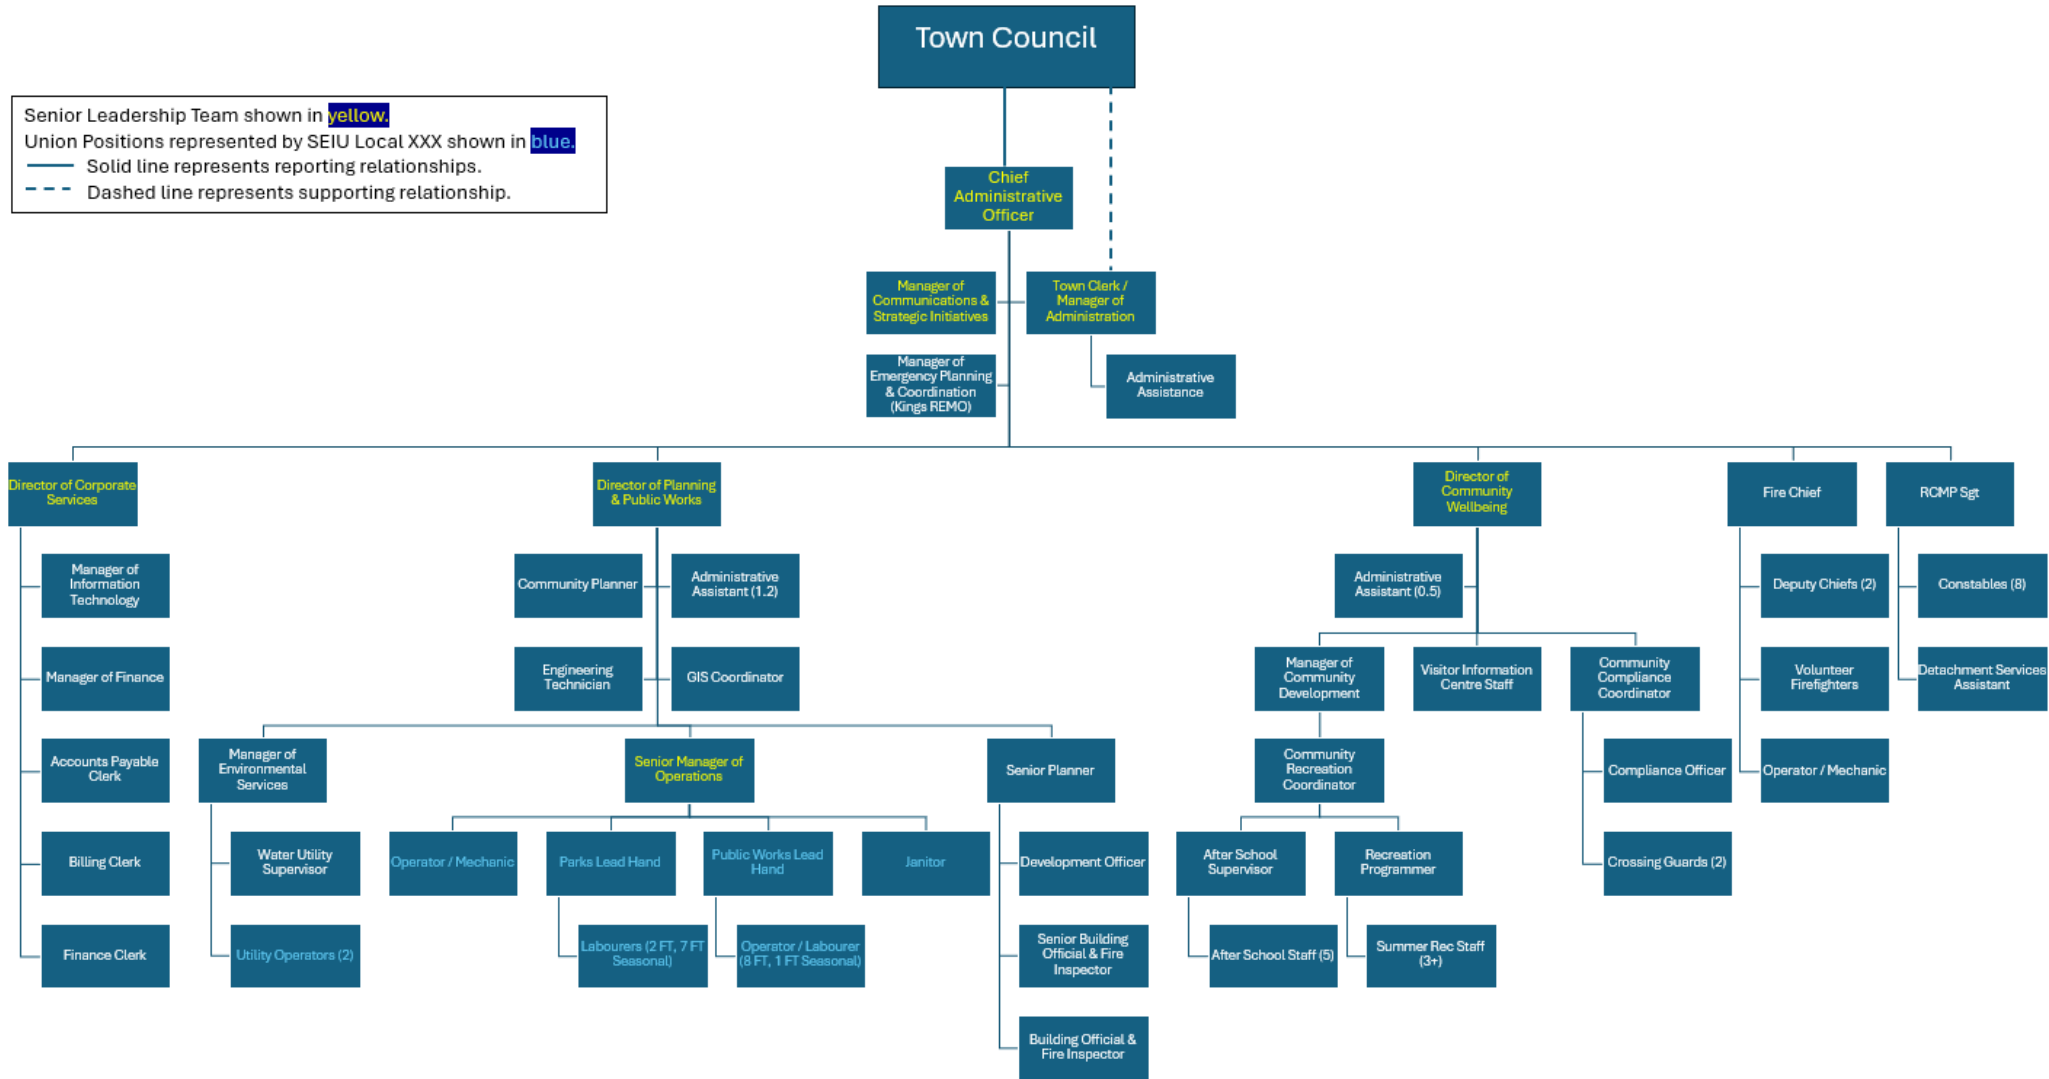 Town Council
Senior Leadership Team shown in yellow.
Union Positions represented by SEIU Local XXX shown in blue.
Solid line represents reporting relationships.
Dashed line represents supporting relationship.
Chief
Administrative
Officer
Manager of
Communications &
Strategic Initiatives
Town Clerk /
Manager of
Administration
Manager of
Emergency Planning
& Coordination
(Kings REMO)
Administrative
Assistance
Director of Corporate
Services
Director of Planning
& Public Works
Director of
Community
Wellbeing
Fire Chief
RCMP Sgt
Manager of
Information
Technology
Community Planner
Administrative
Assistant (1.2)
Administrative
Assistant (0.5)
Deputy Chiefs (2)
Constables (8)
Manager of Finance
Engineering
Technician
GIS Coordinator
Manager of
Community
Development
Visitor Information
Centre Staff
Community
Compliance
Coordinator
Volunteer
Firefighters
Detachment Services
Assistant
Accounts Payable
Clerk
Manager of
Environmental
Services
Senior Manager of
Operations
Senior Planner
Community
Recreation
Coordinator
Compliance Officer
Operator / Mechanic
Billing Clerk
Water Utility
Supervisor
Operator / Mechanic
Parks Lead Hand
Public Works Lead
Hand
Janitor
Development Officer
After School
Supervisor
Recreation
Programmer
Crossing Guards (2)
Finance Clerk
Utility Operators (2)
Labourers (2 FT, 7 FT
Seasonal)
Operator / Labourer
(8 FT, 1 FT Seasonal)
Senior Building
Official & Fire
Inspector
After School Staff (5)
Summer Rec Staff
(3+)
Building Official &
Fire Inspector